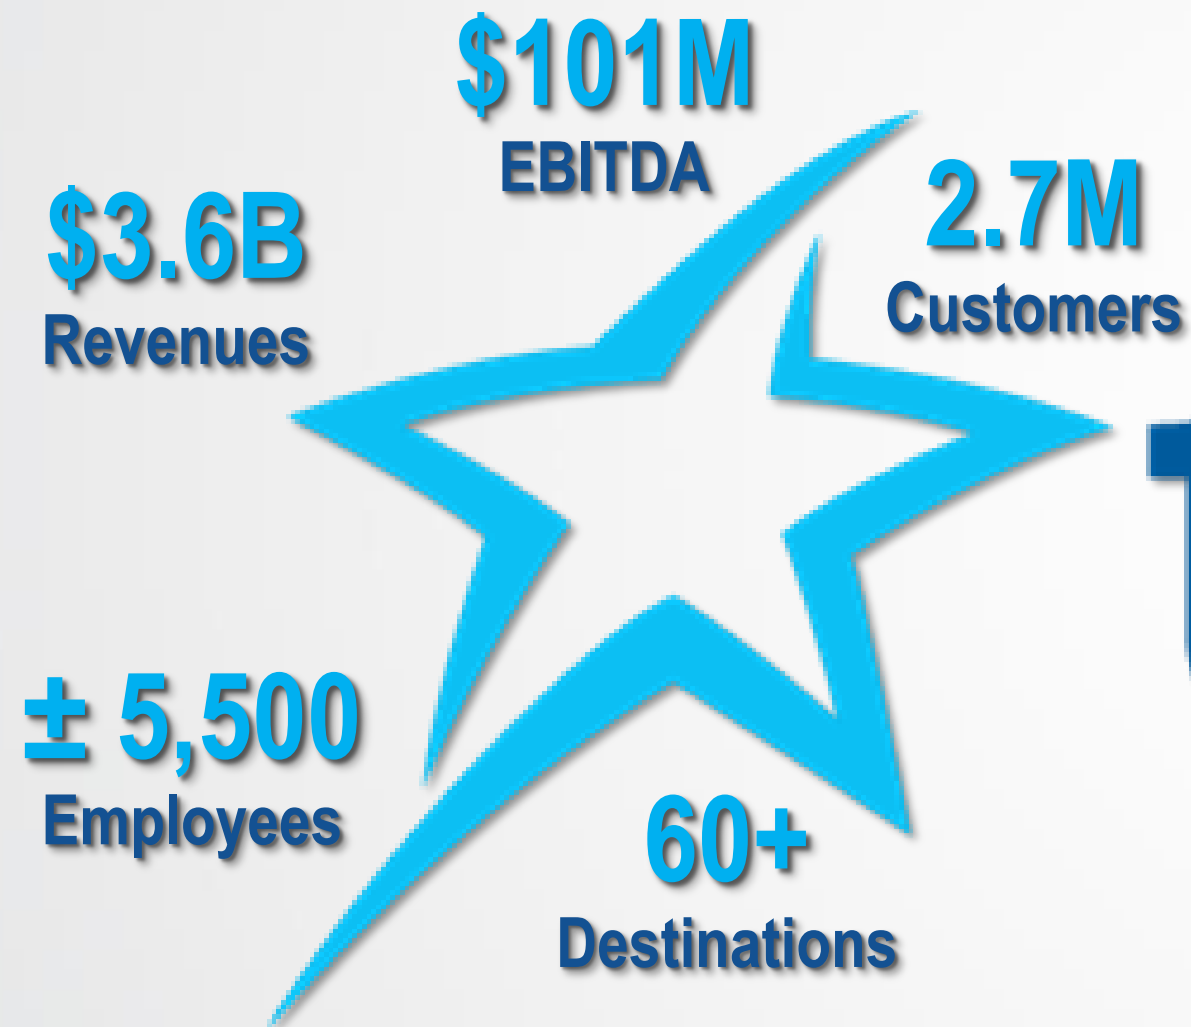 $101M
EBITDA
2.7M
Customers
$3.6B
Revenues
± 5,500
Employees
60+
Destinations